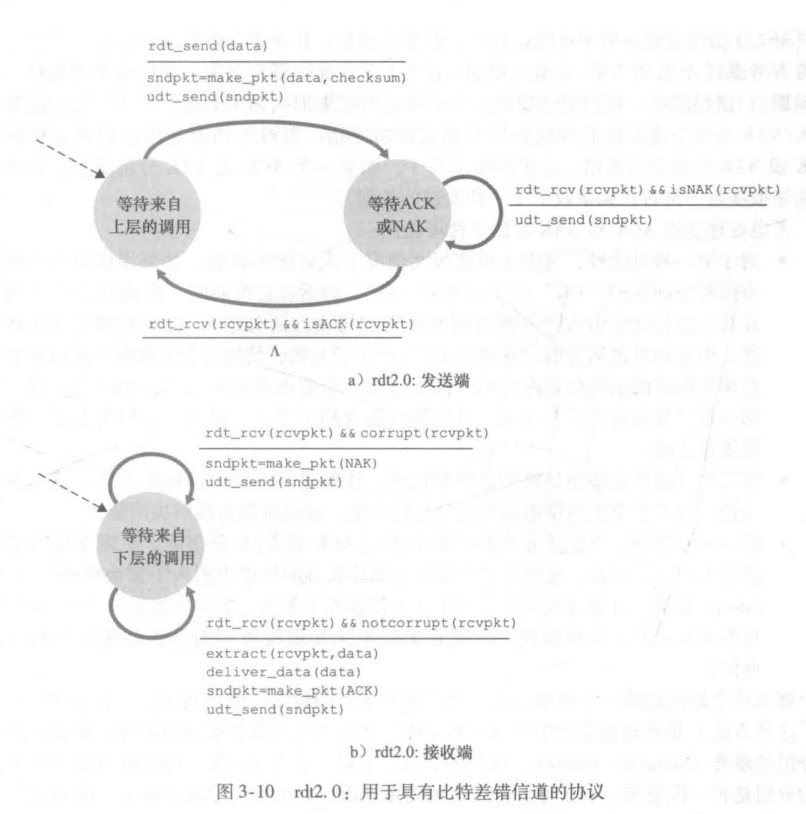 rdt_send(data)
sndpkt=make_pkt(data,checksum)
udt_send(sndpkt)
等待来自
上层的调用
等待ACK
或NAK
rdt_rcv(rcvpkt)&&isNAK(rcvpkt)
udt_send(sndpkt)
rdt_rcv(rcvpkt)&&isACK(rcvpkt)
Λ
a）rdt2.0: 发送端
rdt_rcv(rcvpkt)&&corrupt(rcvpkt)
sndpkt=make_pkt(NAK)
udt_send(sndpkt)
等待来自
下层的调用
rdt_rcv(rcvpkt)&&notcorrupt(rcvpkt)
extract(rcvpkt,data)
deliver_data(data)
sndpkt=make_pkt(ACK)
udt_send(sndpkt)
b）rdt2.0: 接收端
图 3-10 rdt2.0：用于具有比特差错信道的协议